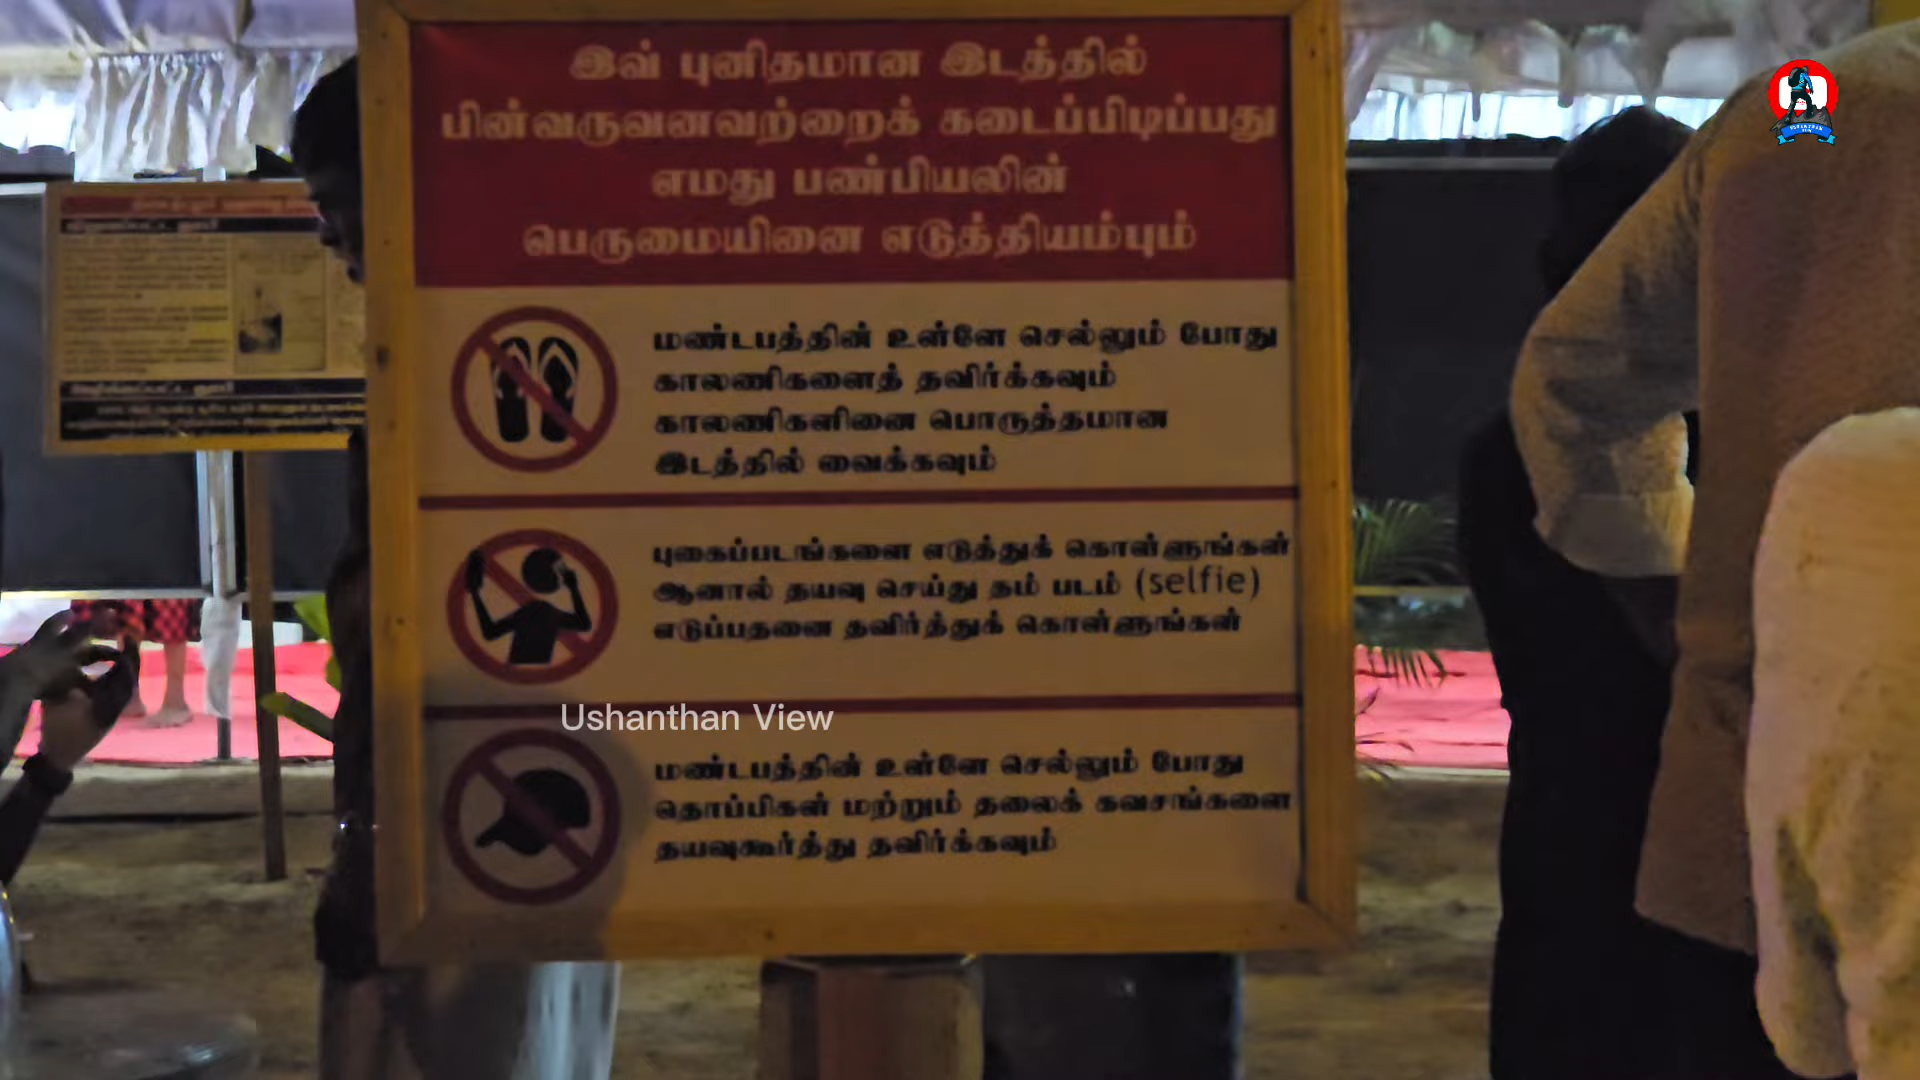 இவ் புனிதமான இடத்தில்
பின்வருவனவற்றைக் கடைப்பிடிப்பது
எமது பண்பியலின்
பெருமையினை எடுத்தியம்பும்
மண்டபத்தின் உள்ளே செல்லும் போது
காலணிகளைத் தவிர்க்கவும்
காலணிகளினை பொருத்தமான
இடத்தில் வைக்கவும்
புகைப்படங்களை எடுத்துக் கொள்ளுங்கள்
ஆனால் தயவு செய்து தம் படம் (selfie)
எடுப்பதனை தவிர்த்துக் கொள்ளுங்கள்
Ushanthan View
மண்டபத்தின் உள்ளே செல்லும் போது
தொப்பிகள் மற்றும் தலைக் கவசங்களை
தயவுகூர்த்து தவிர்க்கவும்